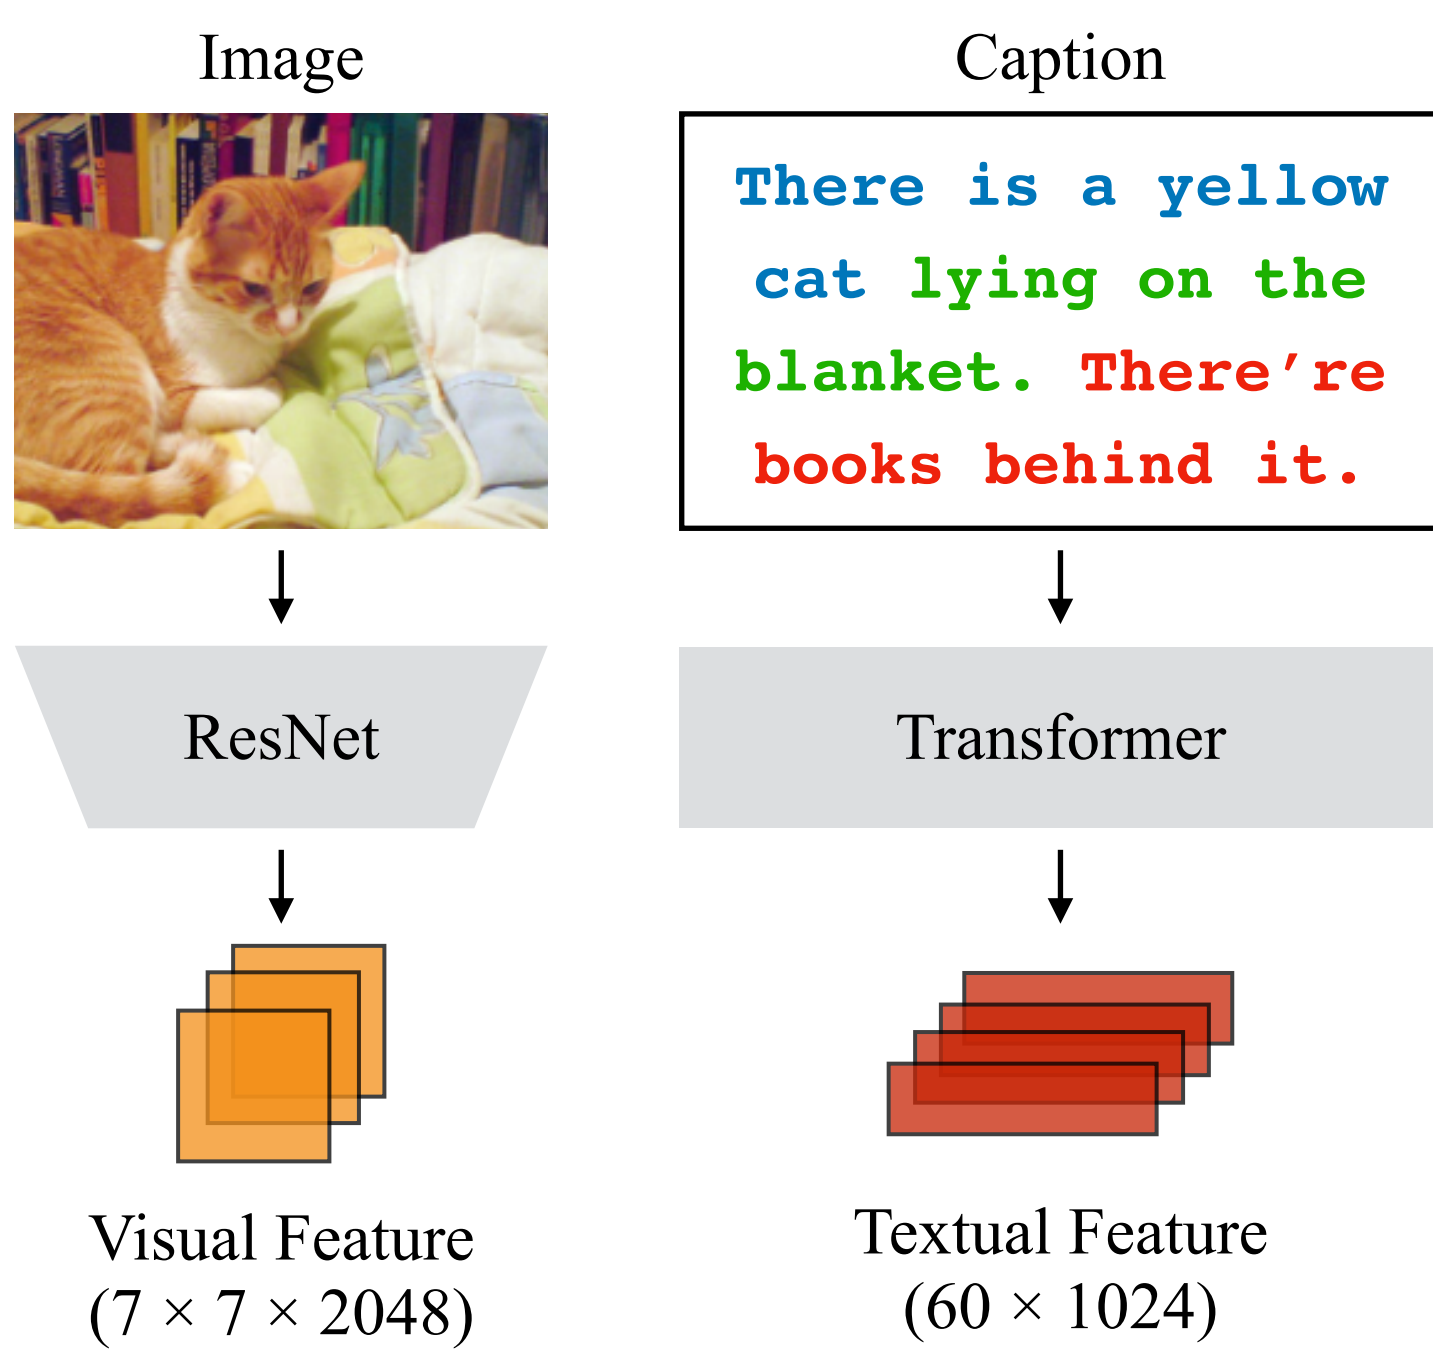 Image
Caption
There is a yellow
cat lying on the
blanket. There’re
books behind it.
ResNet
Transformer
Visual Feature
(7 × 7 × 2048)
Textual Feature
(60 × 1024)